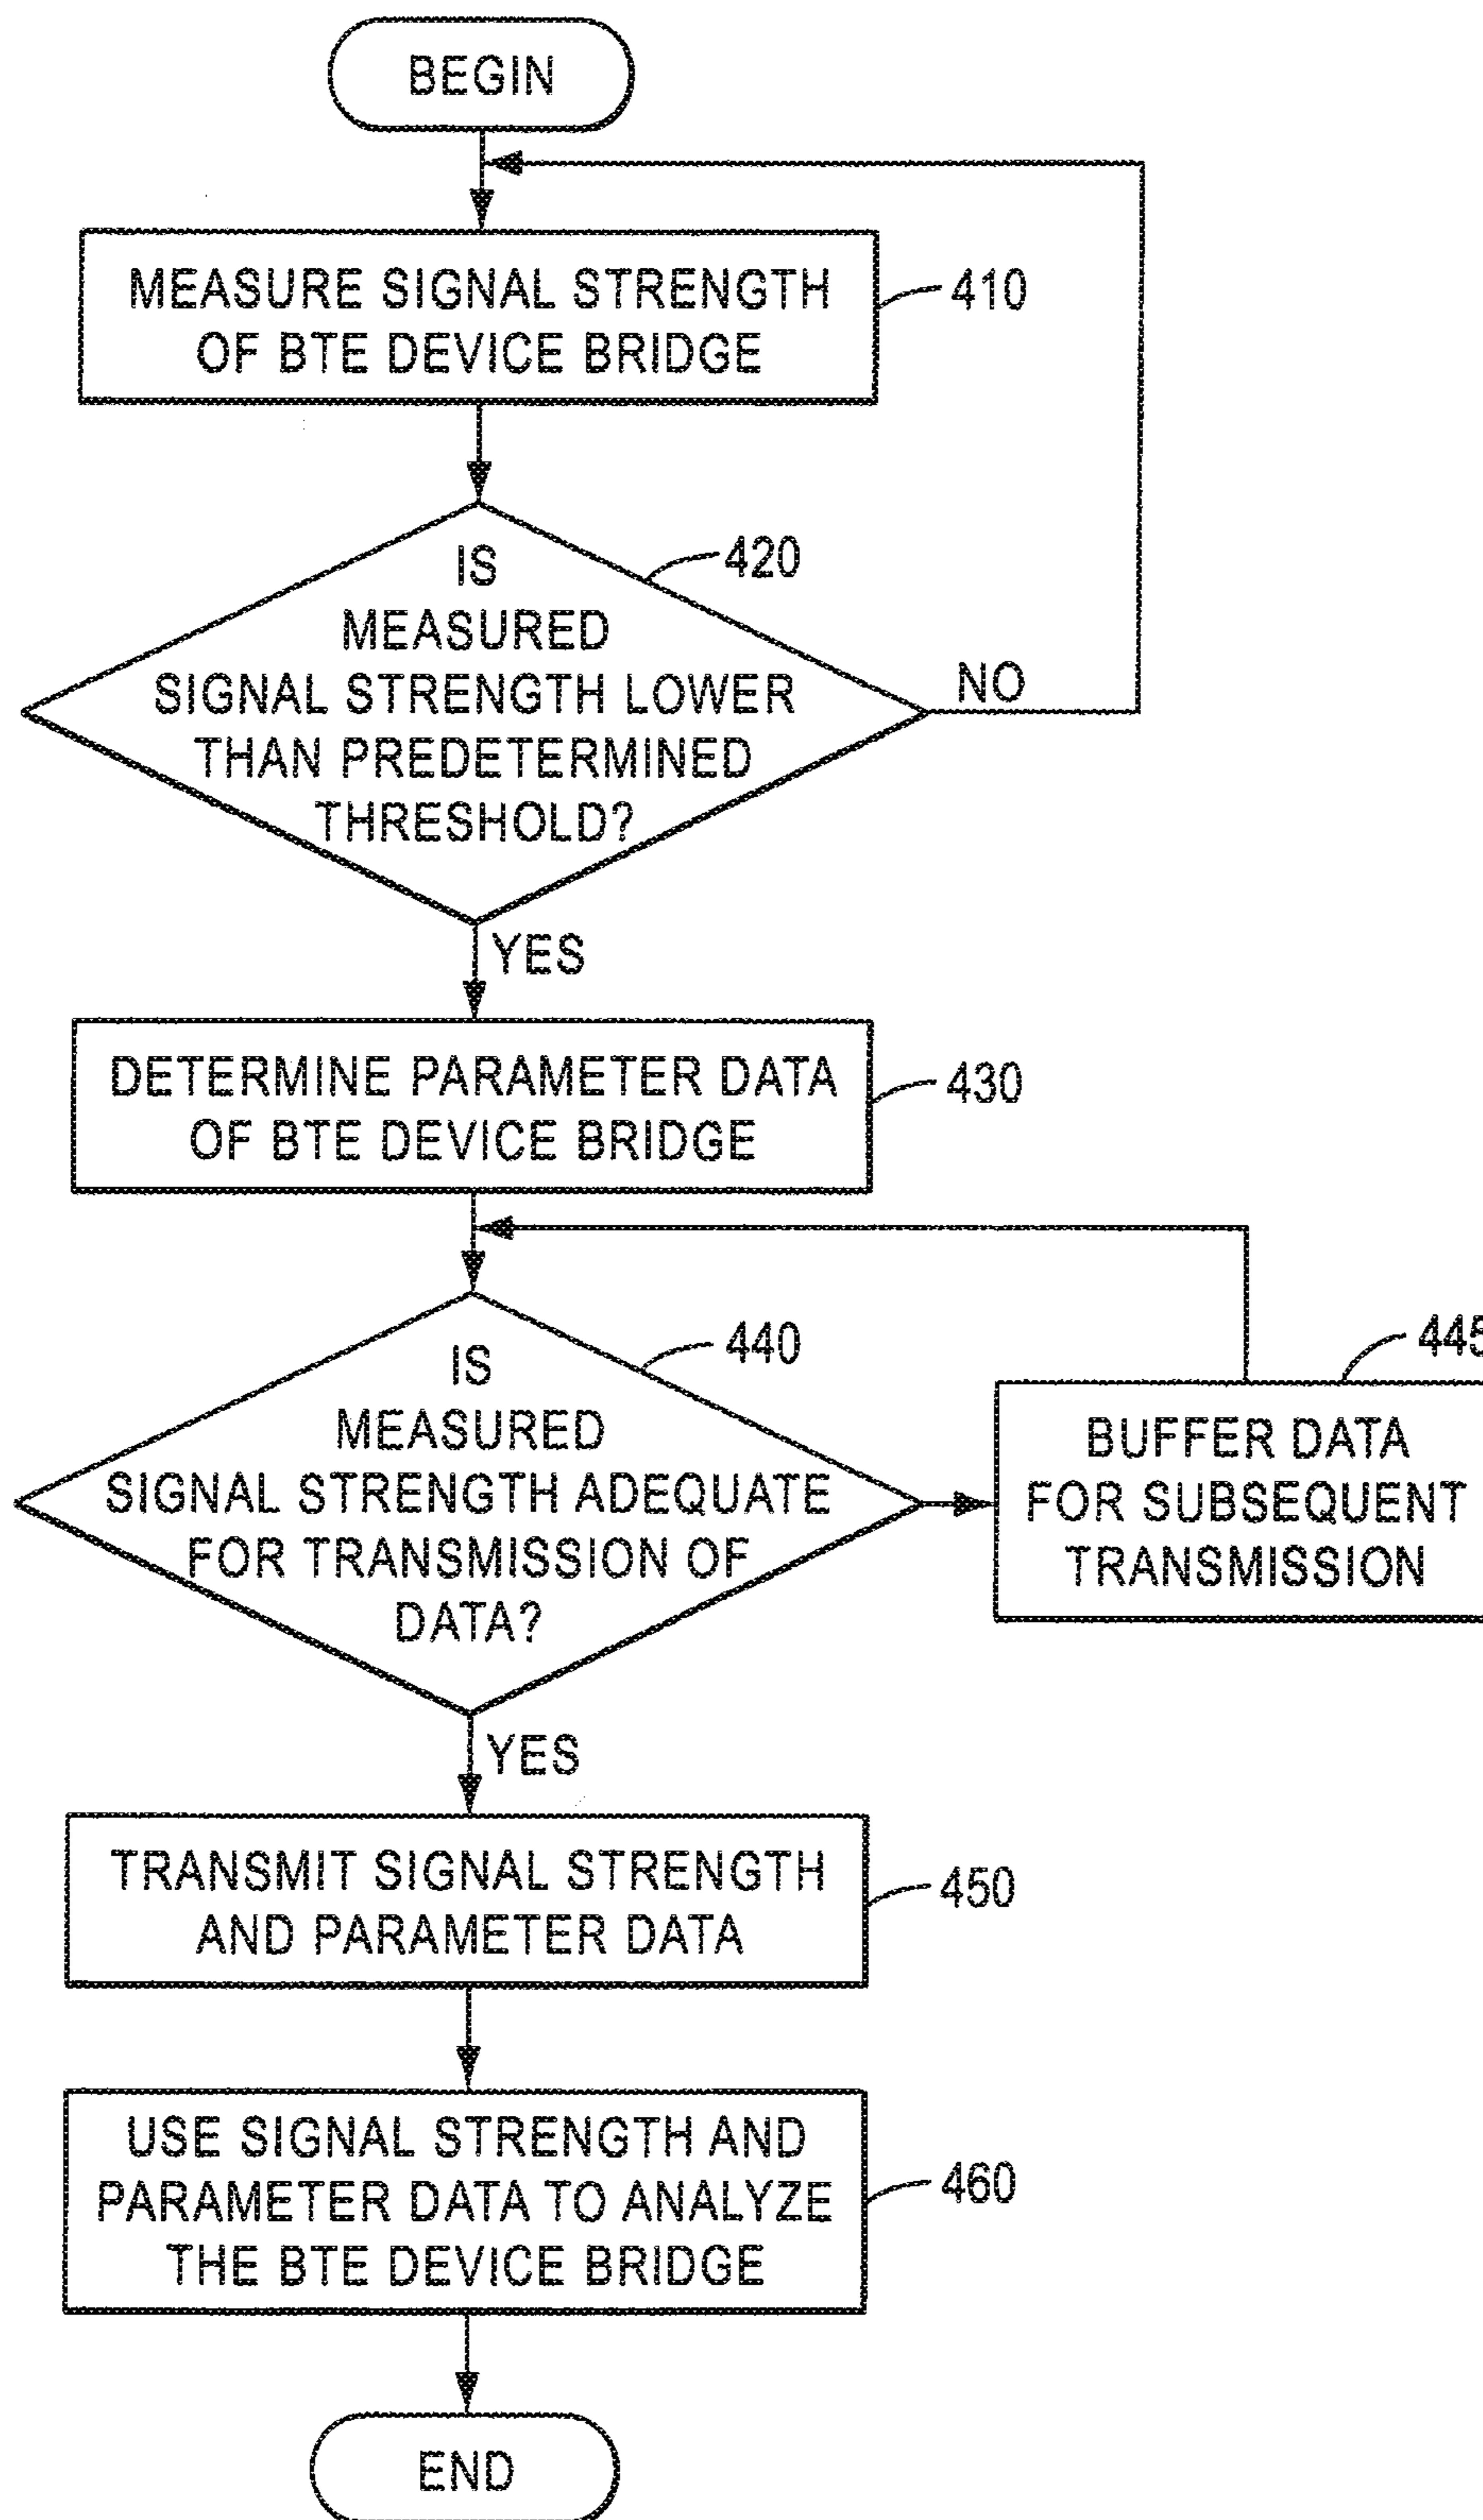 BEGIN
MEASURE SIGNAL STRENGTH
OF BTE DEVICE BRIDGE
410
IS
MEASURED
SIGNAL STRENGTH LOWER
THAN PREDETERMINED
THRESHOLD?
420
NO
YES
DETERMINE PARAMETER DATA
OF BTE DEVICE BRIDGE
430
IS
MEASURED
SIGNAL STRENGTH ADEQUATE
FOR TRANSMISSION OF
DATA?
440
445
BUFFER DATA
FOR SUBSEQUENT
TRANSMISSION
YES
TRANSMIT SIGNAL STRENGTH
AND PARAMETER DATA
450
USE SIGNAL STRENGTH AND
PARAMETER DATA TO ANALYZE
THE BTE DEVICE BRIDGE
460
END